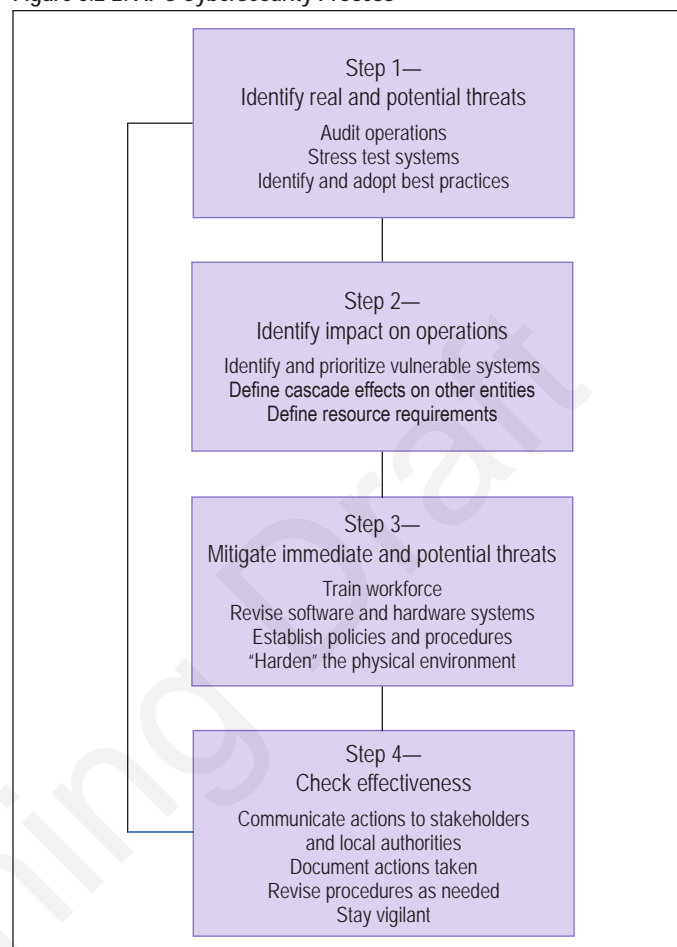 Step 1—
Identify real and potential threats
Audit operations
Stress test systems
Identify and adopt best practices
Step 2—
Identify impact on operations
Identify and prioritize vulnerable systems
Define cascade effects on other entities
Define resource requirements
Step 3—
Mitigate immediate and potential threats
Train workforce
Revise software and hardware systems
Establish policies and procedures
“Harden” the physical environment
Step 4—
Check effectiveness
Communicate actions to stakeholders
and local authorities
Document actions taken
Revise procedures as needed
Stay vigilant
Draft